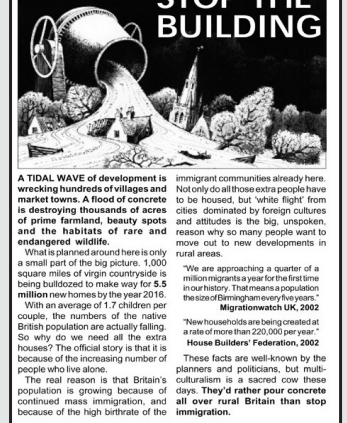 STOP THE
BUILDING
A TIDAL WAVE of development is
wrecking hundreds of villages and
market towns. A flood of concrete
is destroying thousands of acres
of prime farmland, beauty spots
and the habitats of rare and
endangered wildlife.
What is planned around here is only
a small part of the big picture. 1,000
square miles of virgin countryside is
being bulldozed to make way for 5.5
million new homes by the year 2016.
With an average of 1.7 children per
couple, the numbers of the native
British population are actually falling.
So why do we need all the extra
houses? The official story is that it is
because of the increasing number of
people who live alone.
The real reason is that Britain's
population is growing because of
continued mass immigration, and
because of the high birthrate of the
immigrant communities already here.
Not only do all those extra people have
to be housed, but 'white flight' from
cities dominated by foreign cultures
and attitudes is the big, unspoken,
reason why so many people want to
move out to new developments in
rural areas.
"We are approaching a quarter of a
million migrants a year for the first time
in our history. That means a population
the size of Birmingham every five years."
Migrationwatch UK, 2002
"New households are being created at
a rate of more than 220,000 per year."
House Builders' Federation, 2002
These facts are well-known by the
planners and politicians, but multi-
culturalism is a sacred cow these
days. They'd rather pour concrete
all over rural Britain than stop
immigration.